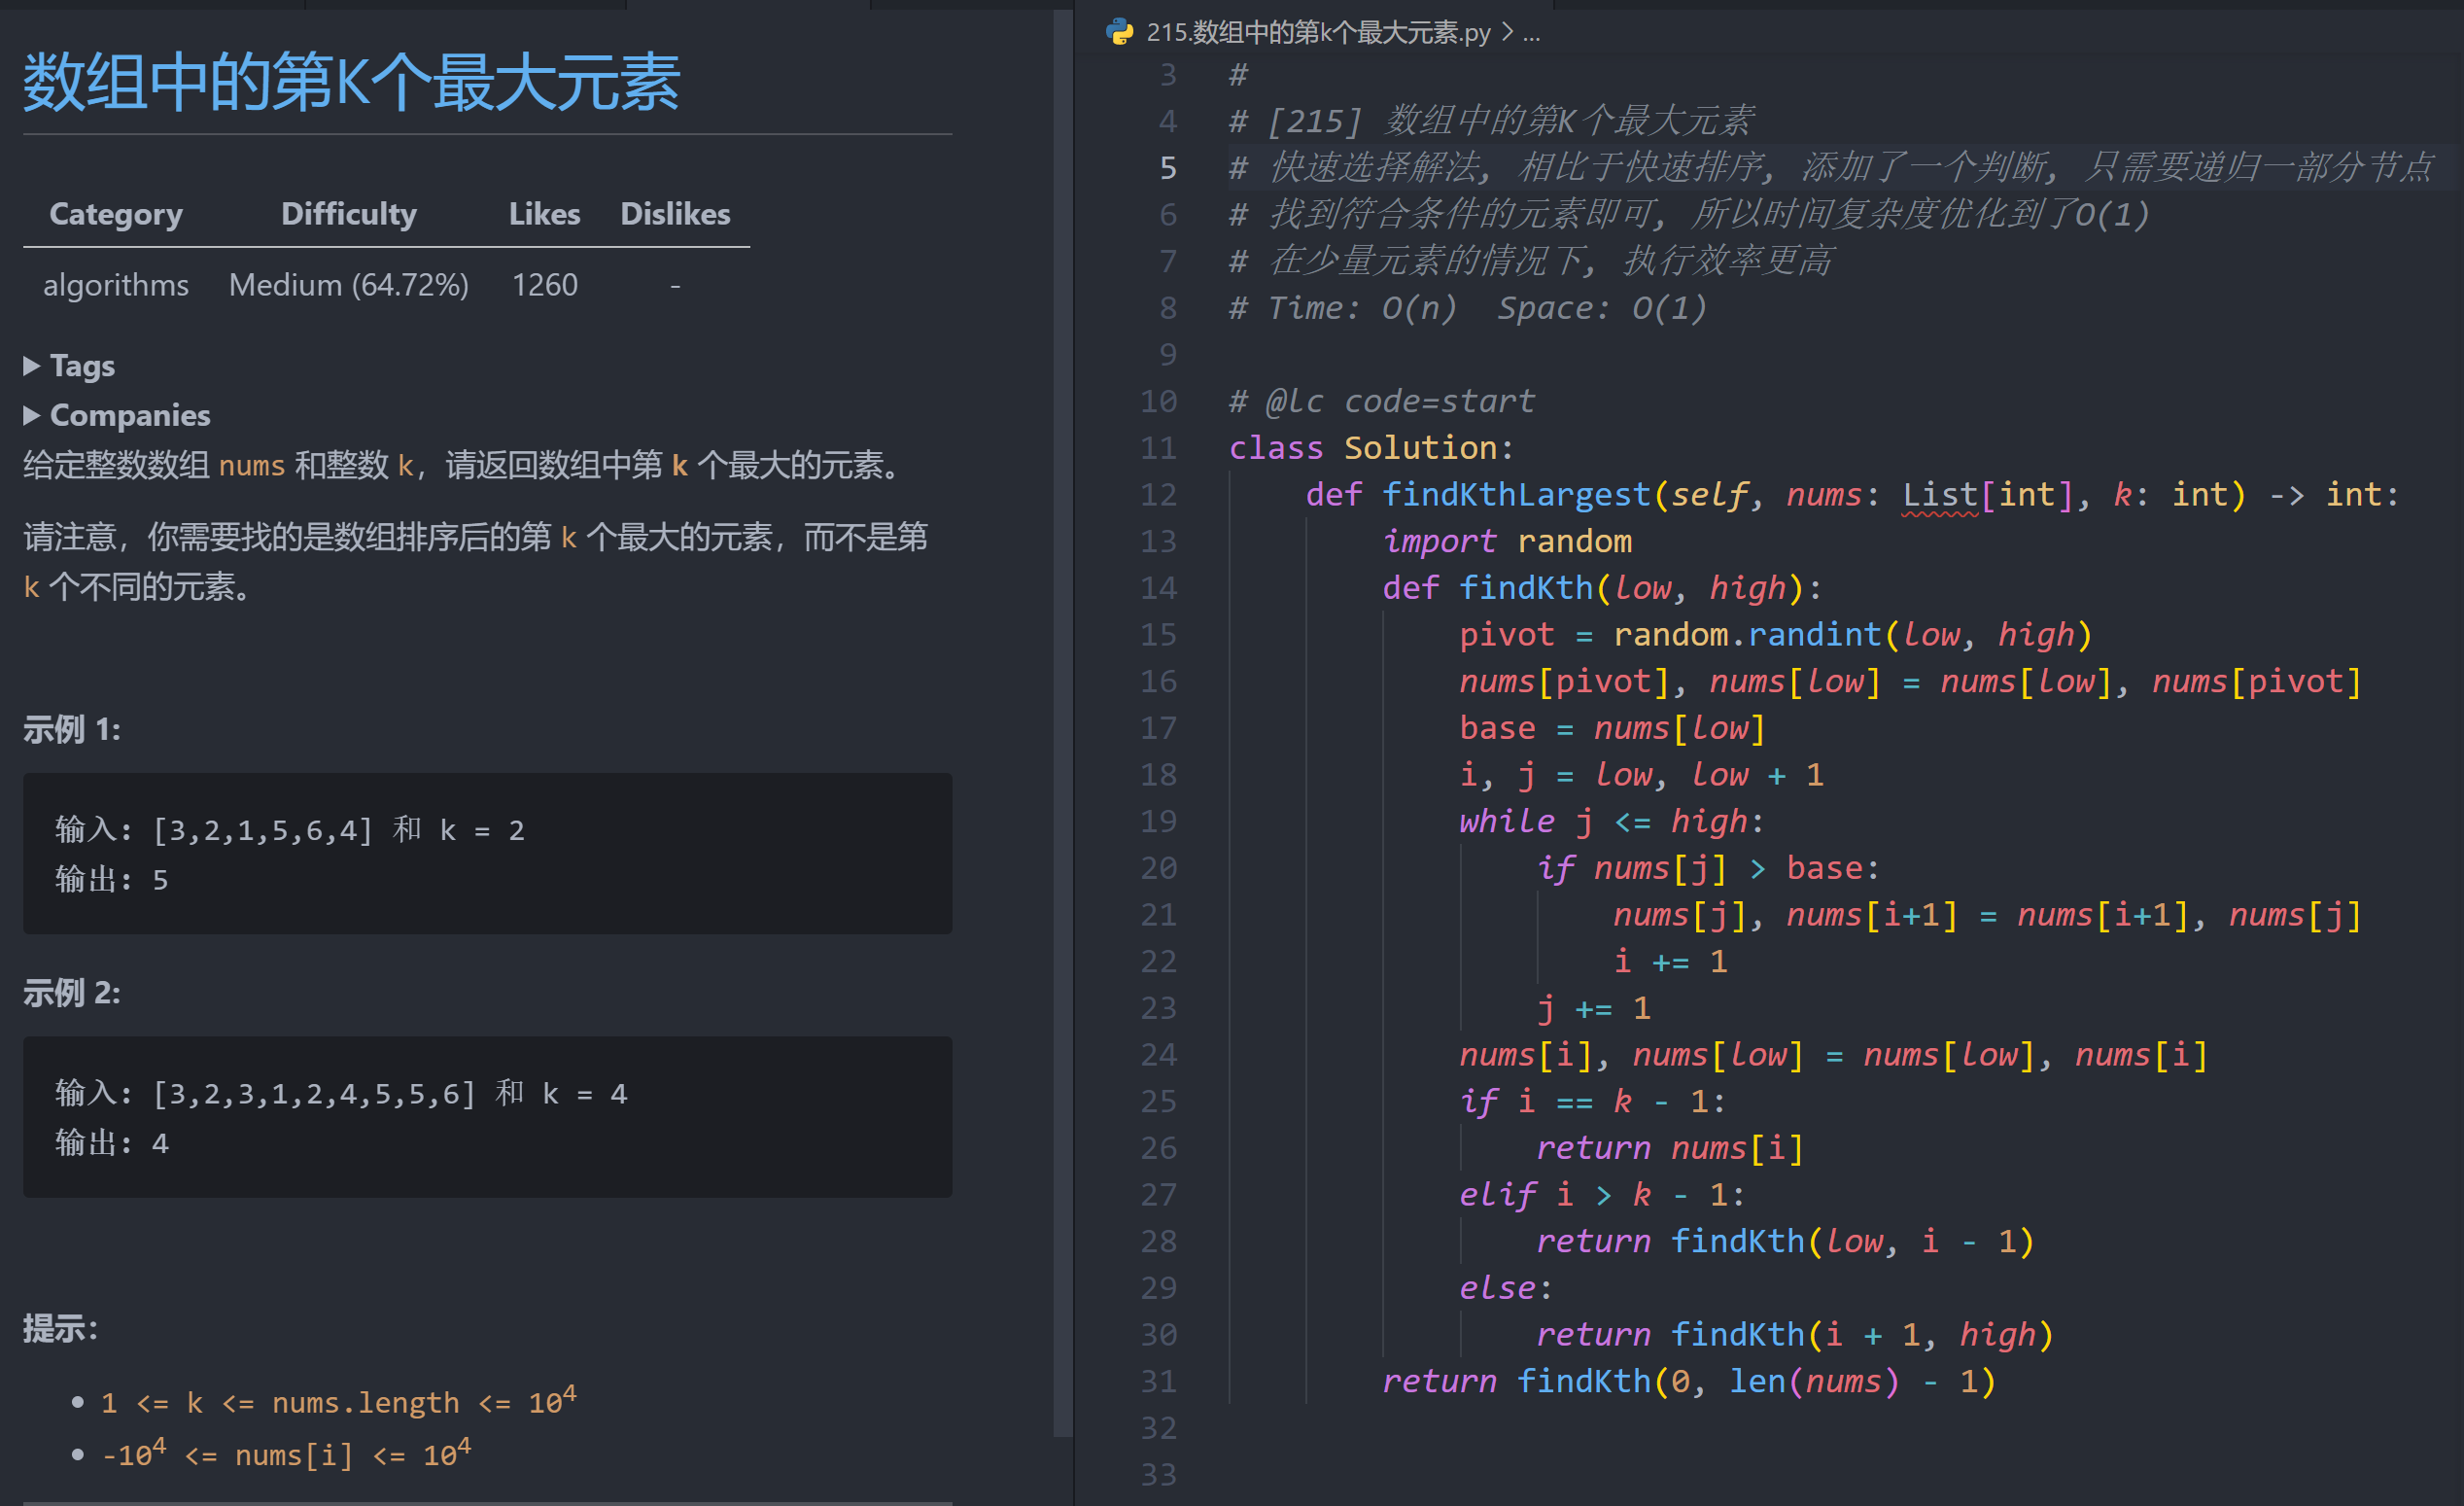 数组中的第K个最大元素
Category Difficulty Likes Dislikes
algorithms Medium (64.72%) 1260 -
Tags
Companies
给定整数数组 nums 和整数 k，请返回数组中第 k 个最大的元素。
请注意，你需要找的是数组排序后的第 k 个最大的元素，而不是第
k 个不同的元素。
示例 1:
输入: [3,2,1,5,6,4] 和 k = 2
输出: 5
示例 2:
输入: [3,2,3,1,2,4,5,5,6] 和 k = 4
输出: 4
提示：
1 <= k <= nums.length <= 10⁴
-10⁴ <= nums[i] <= 10⁴
215.数组中的第k个最大元素.py > ...
3 #
4 # [215] 数组中的第K个最大元素
5 # 快速选择解法, 相比于快速排序, 添加了一个判断, 只需要递归一部分节点
6 # 找到符合条件的元素即可, 所以时间复杂度优化到了O(1)
7 # 在少量元素的情况下, 执行效率更高
8 # Time: O(n)  Space: O(1)
9
10 # @lc code=start
11 class Solution:
12     def findKthLargest(self, nums: List[int], k: int) -> int:
13         import random
14         def findKth(low, high):
15             pivot = random.randint(low, high)
16             nums[pivot], nums[low] = nums[low], nums[pivot]
17             base = nums[low]
18             i, j = low, low + 1
19             while j <= high:
20                 if nums[j] > base:
21                     nums[j], nums[i+1] = nums[i+1], nums[j]
22                     i += 1
23                 j += 1
24             nums[i], nums[low] = nums[low], nums[i]
25             if i == k - 1:
26                 return nums[i]
27             elif i > k - 1:
28                 return findKth(low, i - 1)
29             else:
30                 return findKth(i + 1, high)
31         return findKth(0, len(nums) - 1)
32
33